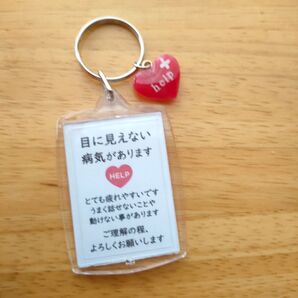 help
目に見えない
病気があります
HELP
とても疲れやすいです
うまく話せないことや
動けない事があります
ご理解の程、
よろしくお願いします